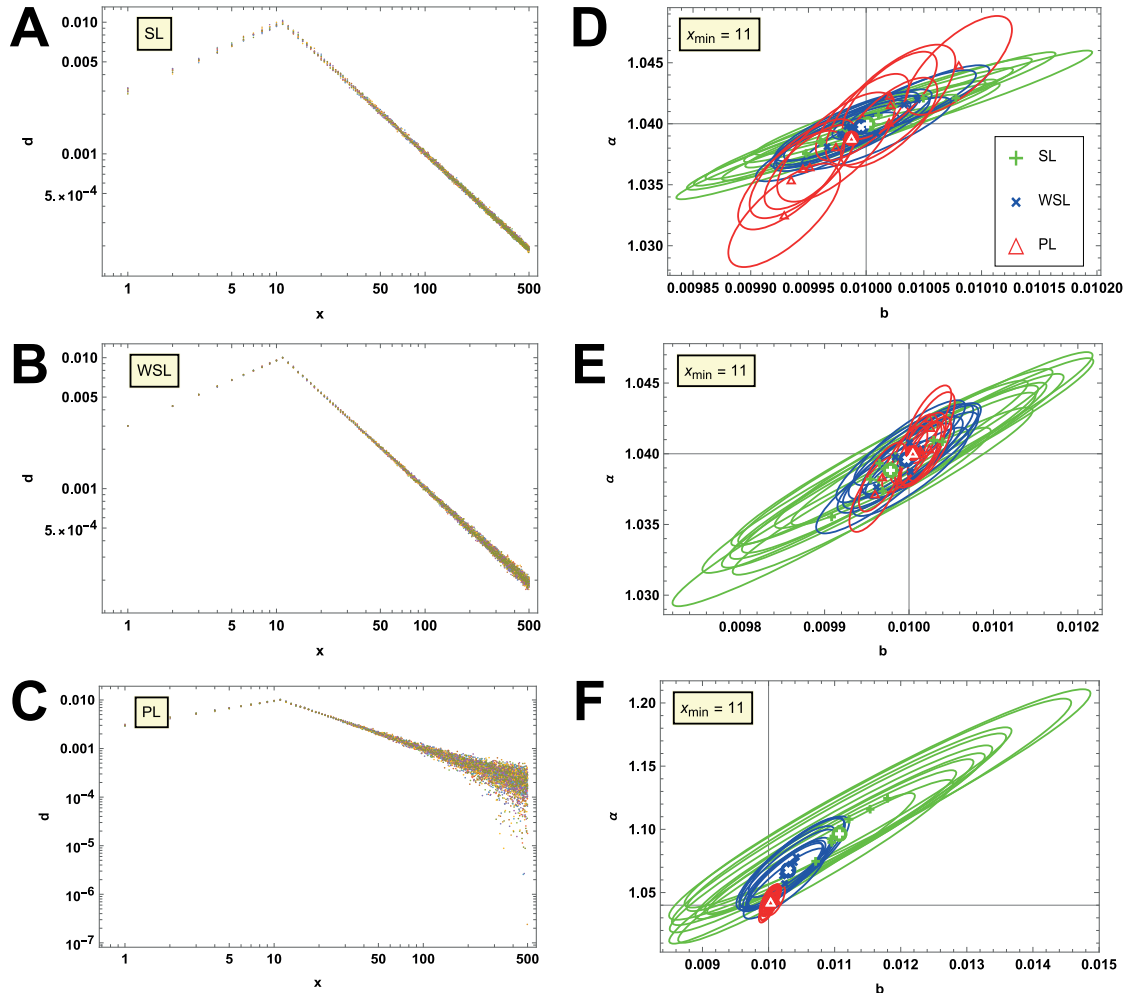 A
SL
0.010
0.005
0.001
5.×10⁻⁴
d
1
5
10
50
100
500
x
D
xmin = 11
1.045
1.040
1.035
1.030
α
SL
WSL
PL
0.00985
0.00990
0.00995
0.01000
0.01005
0.01010
0.01015
0.01020
b
B
WSL
0.010
0.005
0.001
5.×10⁻⁴
d
1
5
10
50
100
500
x
E
xmin = 11
1.045
1.040
1.035
1.030
α
0.0098
0.0099
0.0100
0.0101
0.0102
b
C
PL
0.010
0.001
10⁻⁴
10⁻⁵
10⁻⁶
10⁻⁷
d
1
5
10
50
100
500
x
F
xmin = 11
1.20
1.15
1.10
1.05
α
0.009
0.010
0.011
0.012
0.013
0.014
0.015
b